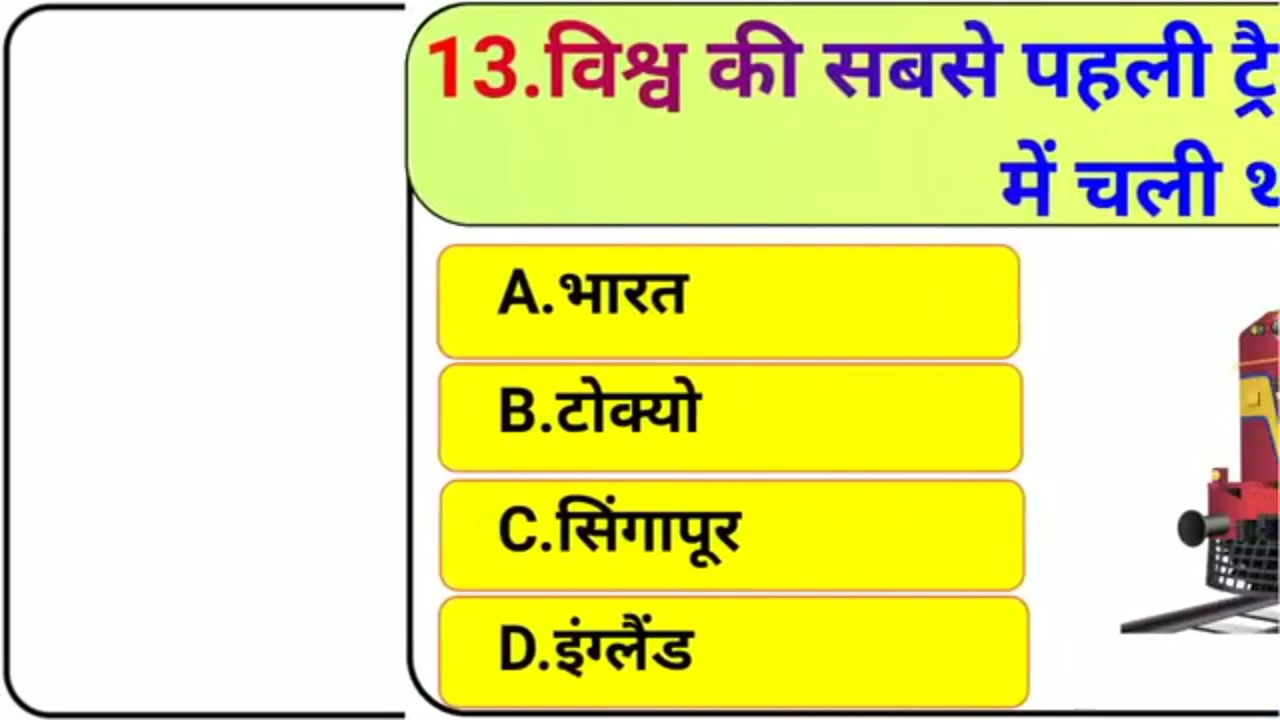 13.विश्व की सबसे पहली
में चली
A.भारत
B.टोक्यो
C.सिंगापूर
D.इंग्लैंड